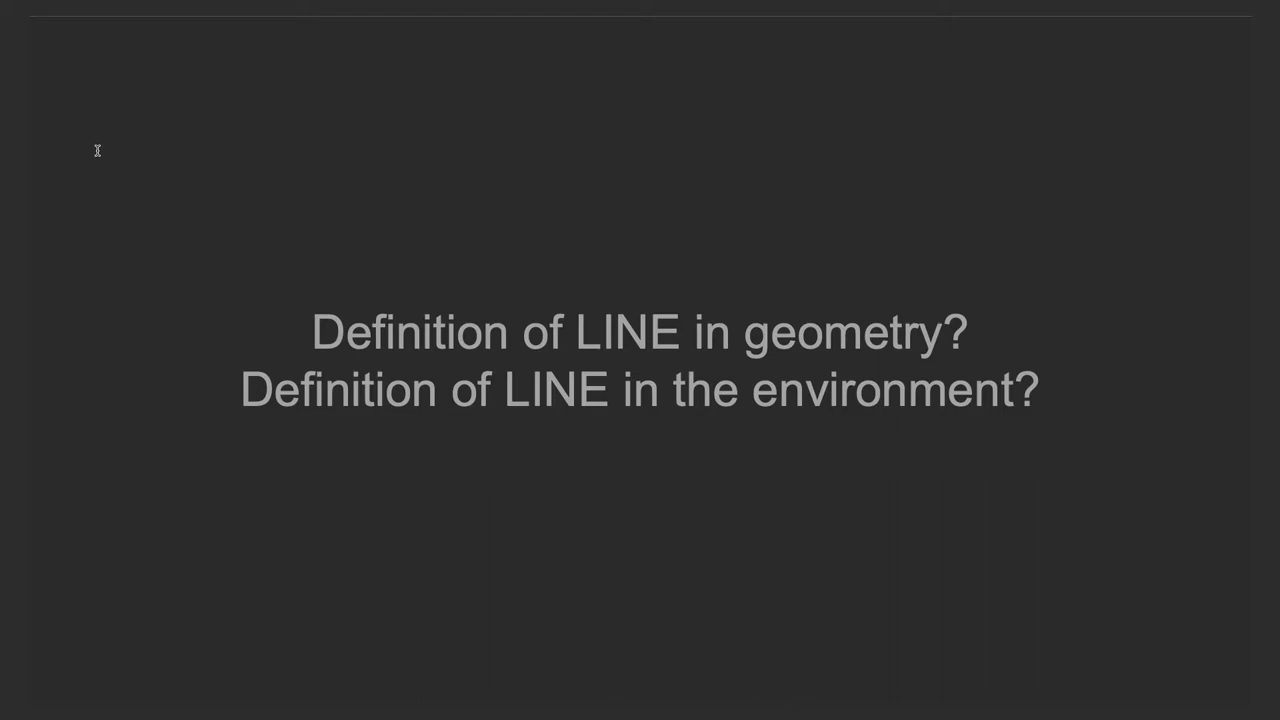 Definition of LINE in geometry?
Definition of LINE in the environment?